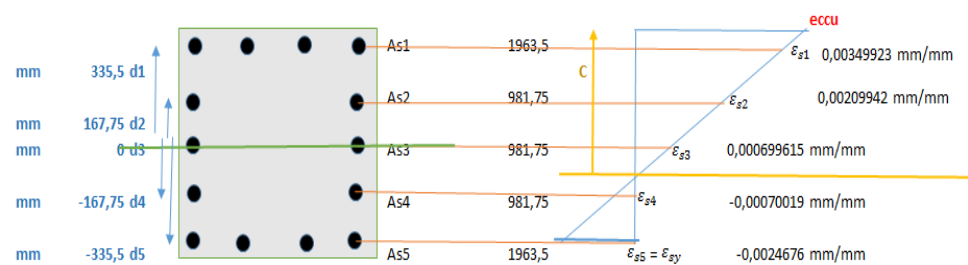 eccu
As1 1963,5 εs1 0,00349923 mm/mm
mm 335,5 d1 C
As2 981,75 εs2 0,00209942 mm/mm
mm 167,75 d2
mm 0 d3 As3 981,75 εs3 0,000699615 mm/mm
mm -167,75 d4 As4 981,75 εs4 -0,00070019 mm/mm
mm -335,5 d5 As5 1963,5 εs5 = εsy -0,0024676 mm/mm